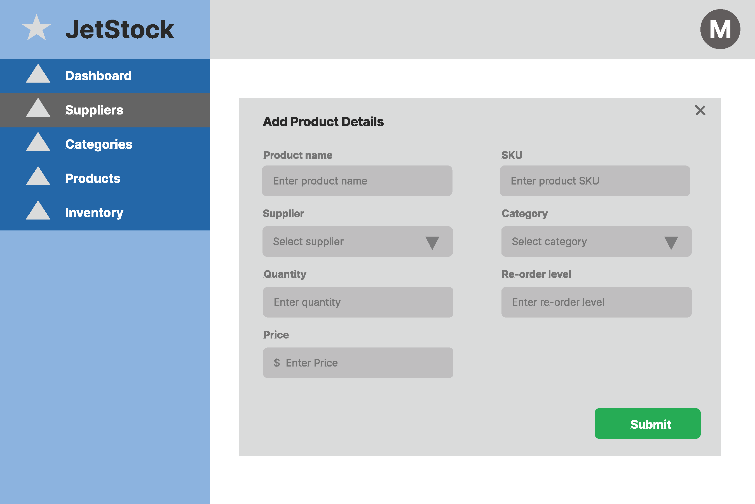 JetStock
M
Dashboard
Suppliers
Categories
Products
Inventory
Add Product Details
Product name
SKU
Enter product name
Enter product SKU
Supplier
Category
Select supplier
Select category
Quantity
Re-order level
Enter quantity
Enter re-order level
Price
$ Enter Price
Submit